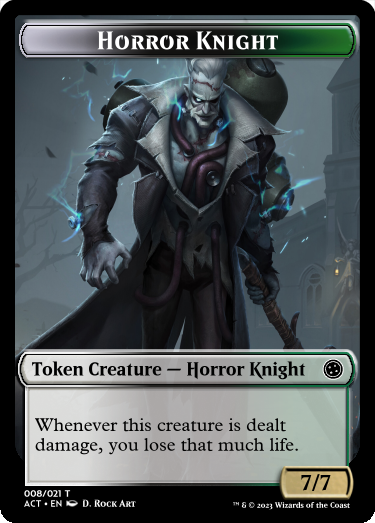 Horror Knight
Token Creature — Horror Knight
Whenever this creature is dealt
damage, you lose that much life.
7/7
008/021 T
ACT • EN D. Rock Art
™ & © 2023 Wizards of the Coast